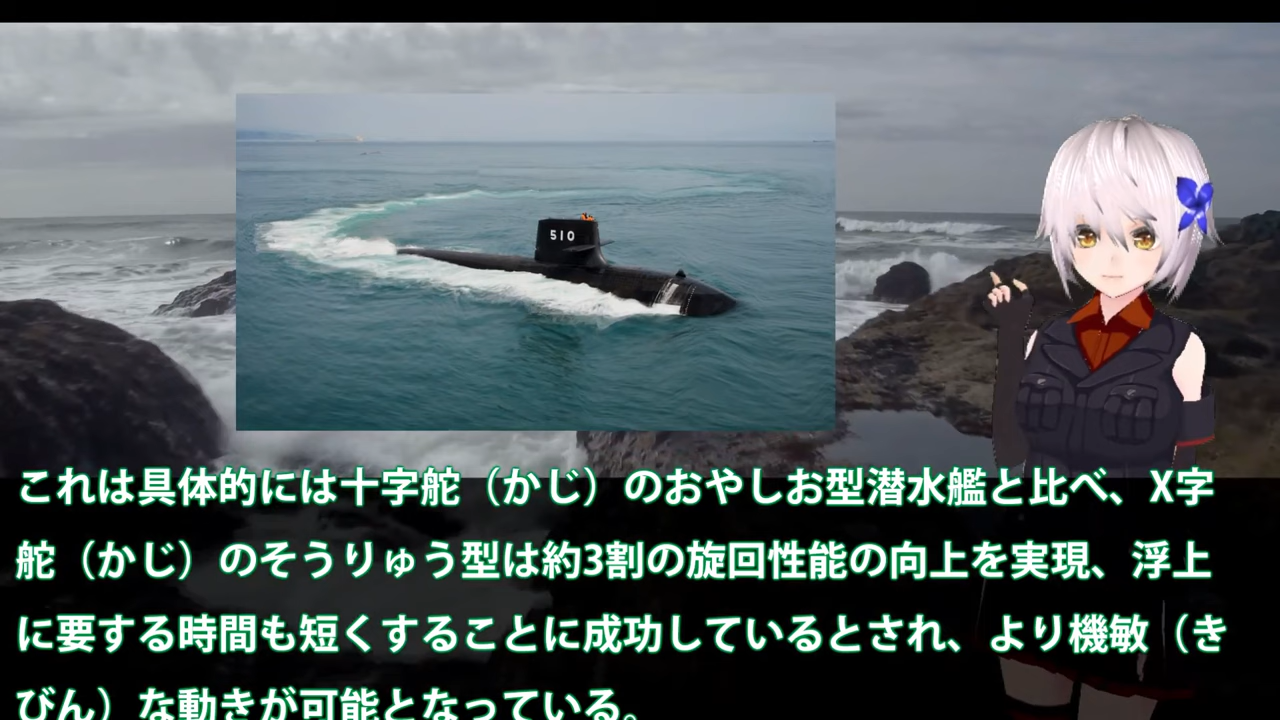 510
これは具体的には十字舵（かじ）のおやしお型潜水艦と比べ、X字
舵（かじ）のそうりゅう型は約3割の旋回性能の向上を実現、浮上
に要する時間も短くすることに成功しているとされ、より機敏（き
びん）な動きが可能となっている。